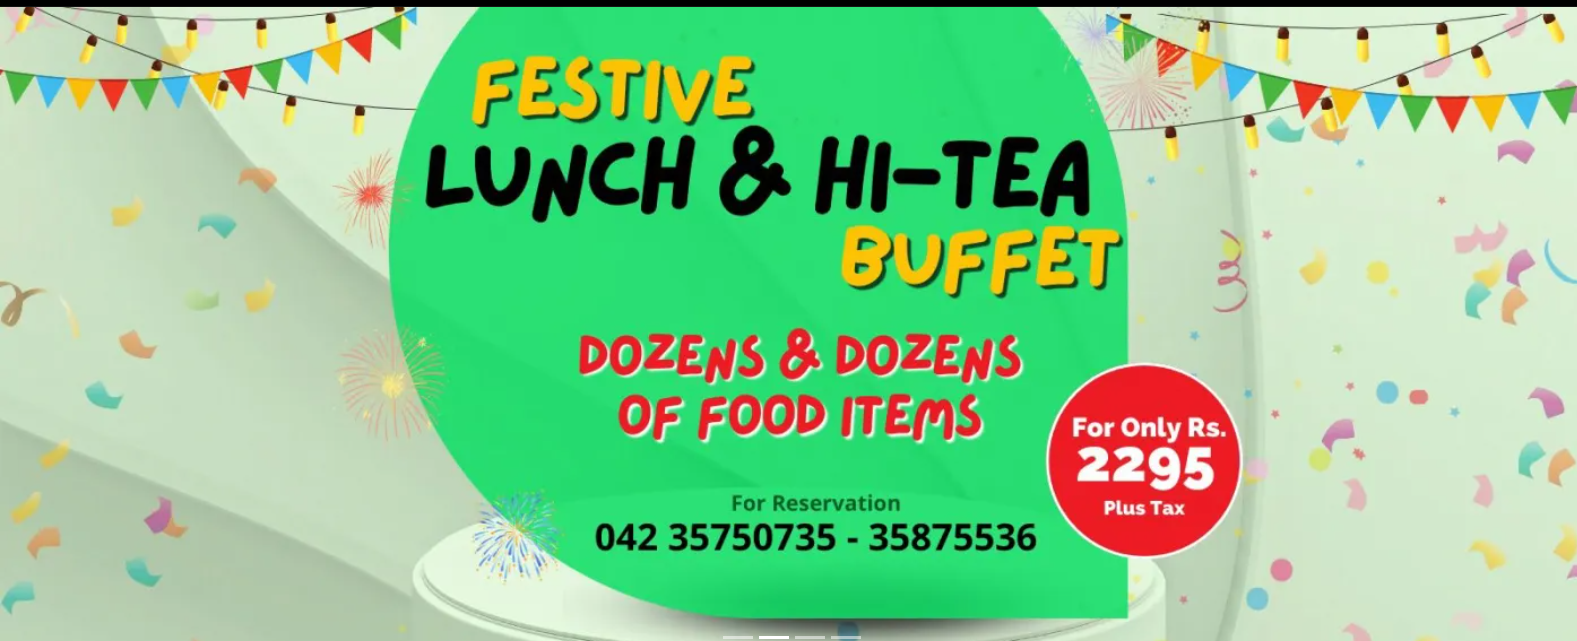 FESTIVE
LUNCH & HI-TEA
BUFFET
DOZENS & DOZENS
OF FOOD ITEMS
For Only Rs.
2295
Plus Tax
For Reservation
042 35750735 - 35875536